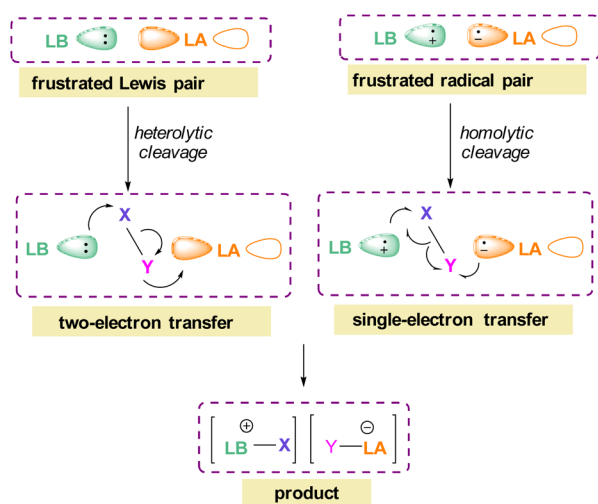 LB LA
frustrated Lewis pair
LB + − LA
frustrated radical pair
heterolytic
cleavage
homolytic
cleavage
X
LB LA
Y
two-electron transfer
X
LB + − LA
Y
single-electron transfer
[LB⊕—X] [Y—LA⊖]
product